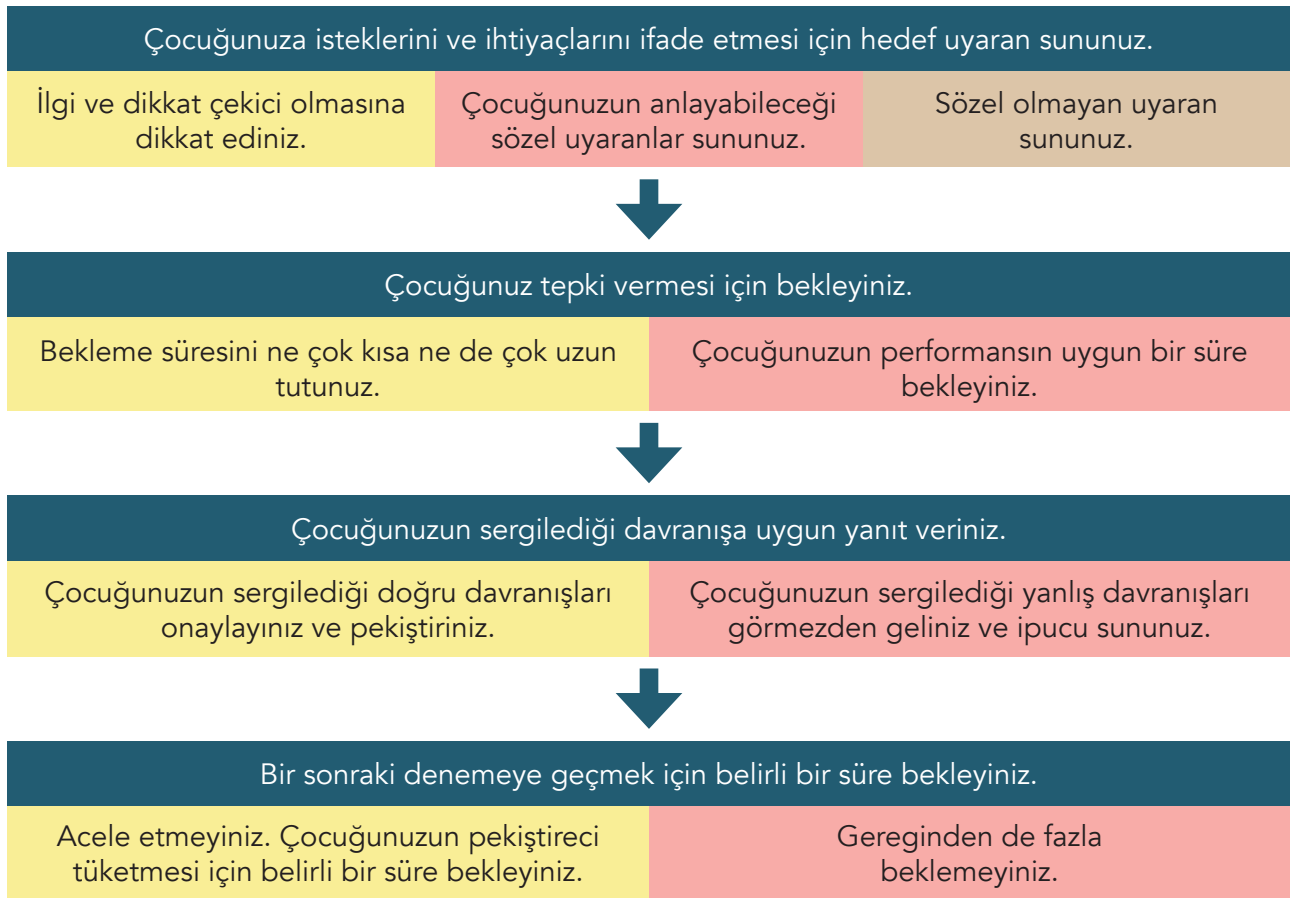 Çocuğunuza isteklerini ve ihtiyaçlarını ifade etmesi için hedef uyaran sununuz.
İlgi ve dikkat çekici olmasına
dikkat ediniz.
Çocuğunuzun anlayabileceği
sözel uyaranlar sununuz.
Sözel olmayan uyaran
sununuz.
Çocuğunuz tepki vermesi için bekleyiniz.
Bekleme süresini ne çok kısa ne de çok uzun
tutunuz.
Çocuğunuzun performansın uygun bir süre
bekleyiniz.
Çocuğunuzun sergilediği davranışa uygun yanıt veriniz.
Çocuğunuzun sergilediği doğru davranışları
onaylayınız ve pekiştiriniz.
Çocuğunuzun sergilediği yanlış davranışları
görmezden geliniz ve ipucu sununuz.
Bir sonraki denemeye geçmek için belirli bir süre bekleyiniz.
Acele etmeyiniz. Çocuğunuzun pekiştireci
tüketmesi için belirli bir süre bekleyiniz.
Gereginden de fazla
beklemeyiniz.